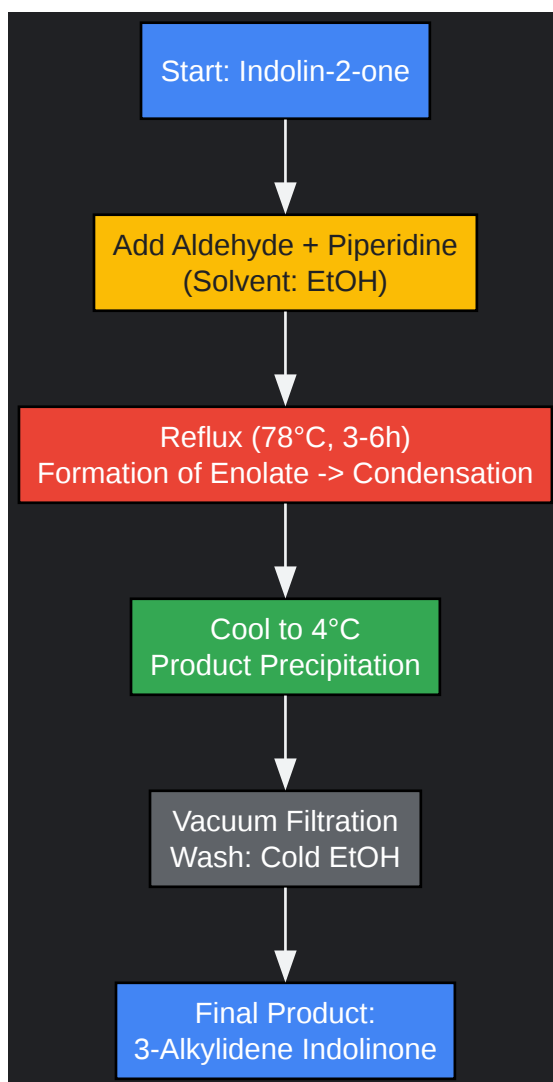 Start: Indolin-2-one
Add Aldehyde + Piperidine
(Solvent: EtOH)
Reflux (78°C, 3-6h)
Formation of Enolate -> Condensation
Cool to 4°C
Product Precipitation
Vacuum Filtration
Wash: Cold EtOH
Final Product:
3-Alkylidene Indolinone